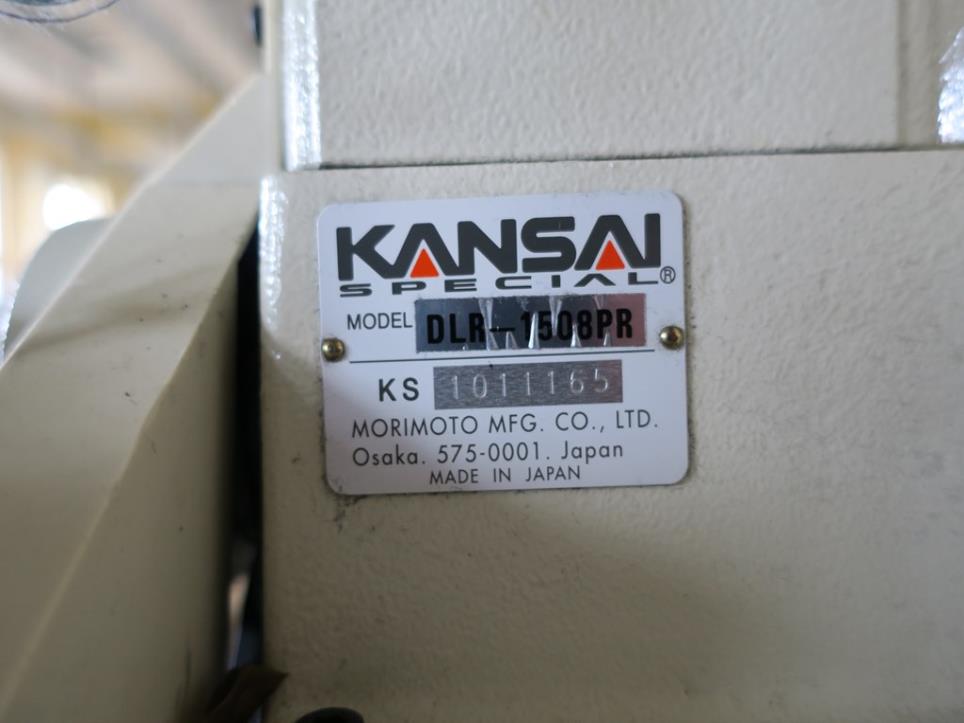 KANSAI
SPECIAL®
MODEL DLR-1508PR
KS 1011165
MORIMOTO MFG. CO., LTD.
Osaka. 575-0001. Japan
MADE IN JAPAN